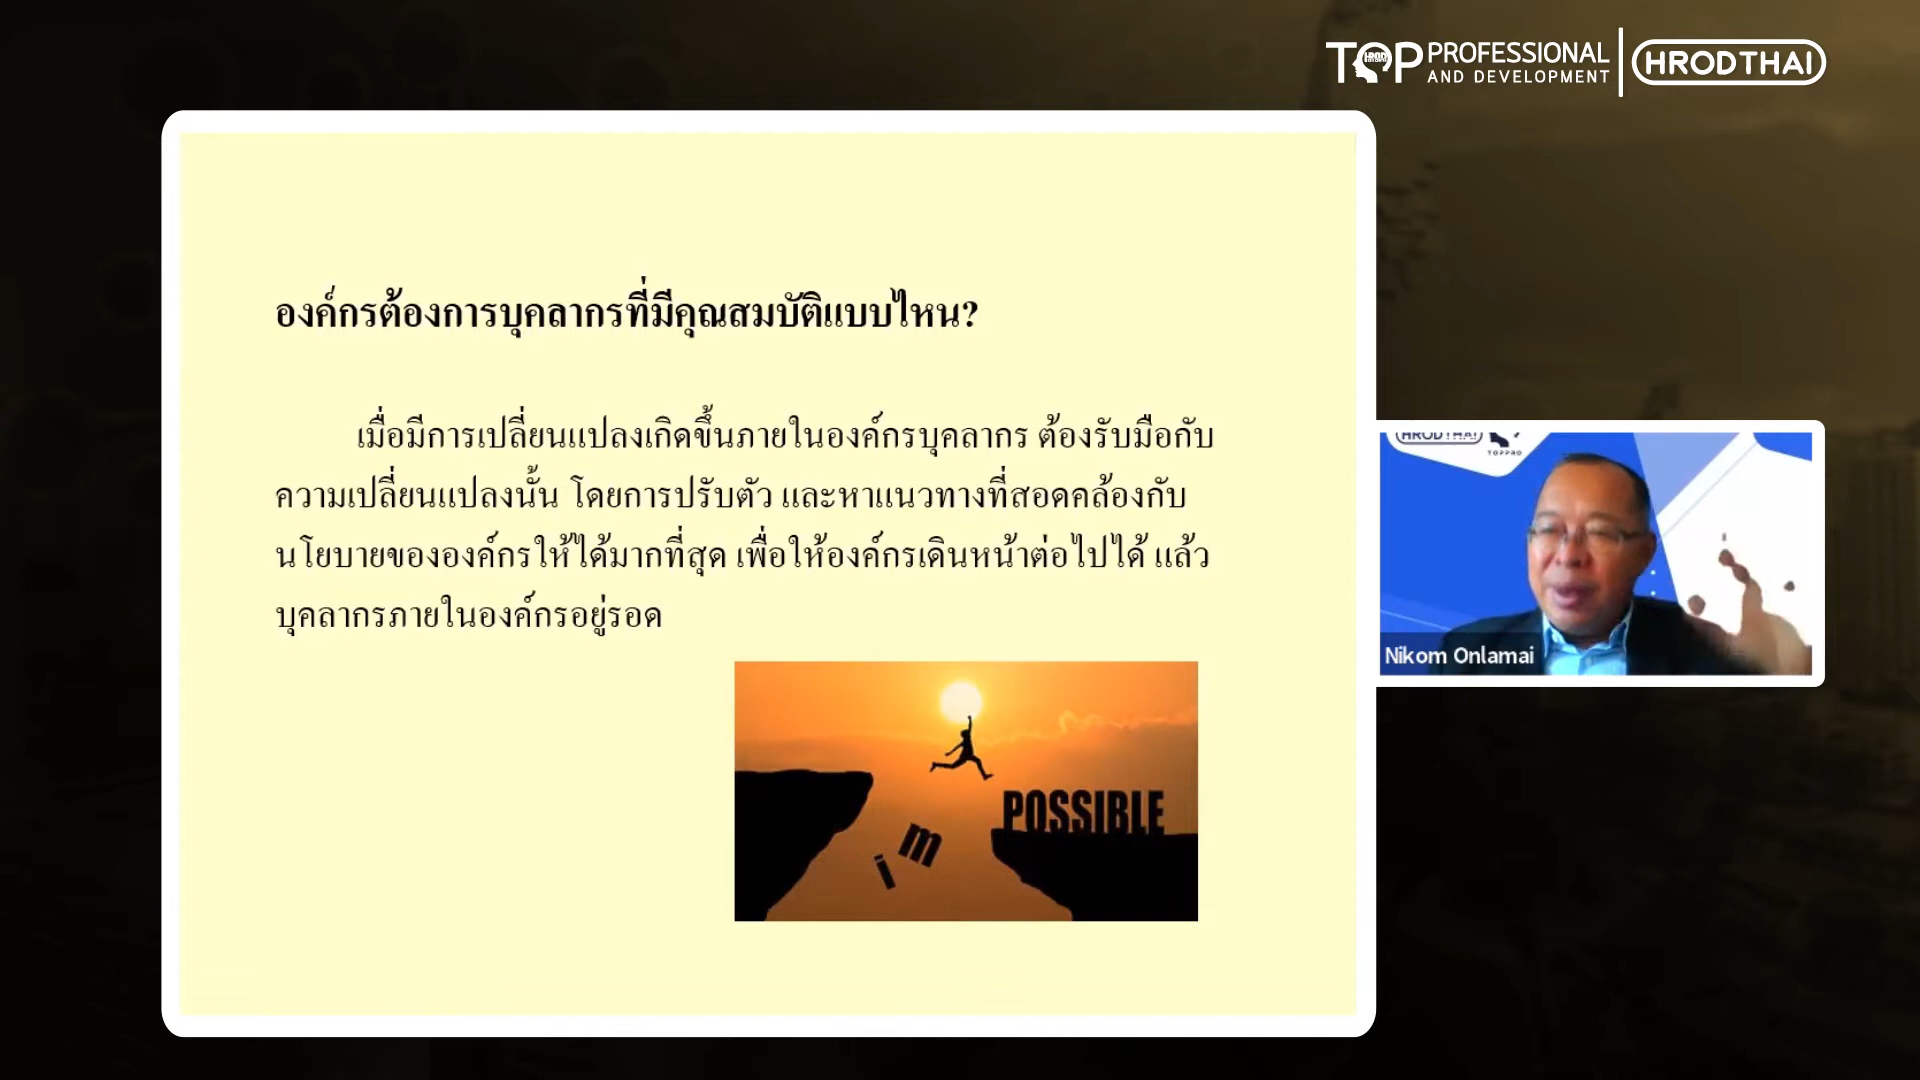 TOP PROFESSIONAL
AND DEVELOPMENT
HRODTHAI
องค์กรต้องการบุคลากรที่มีคุณสมบัติแบบไหน?
เมื่อมีการเปลี่ยนแปลงเกิดขึ้นภายในองค์กรบุคลากร ต้องรับมือกับ
ความเปลี่ยนแปลงนั้น โดยการปรับตัว และหาแนวทางที่สอดคล้องกับ
นโยบายขององค์กรให้ได้มากที่สุด เพื่อให้องค์กรเดินหน้าต่อไปได้ แล้ว
บุคลากรภายในองค์กรอยู่รอด
im
POSSIBLE
HRODTHAI
TOPPRO
Nikom Onlamai